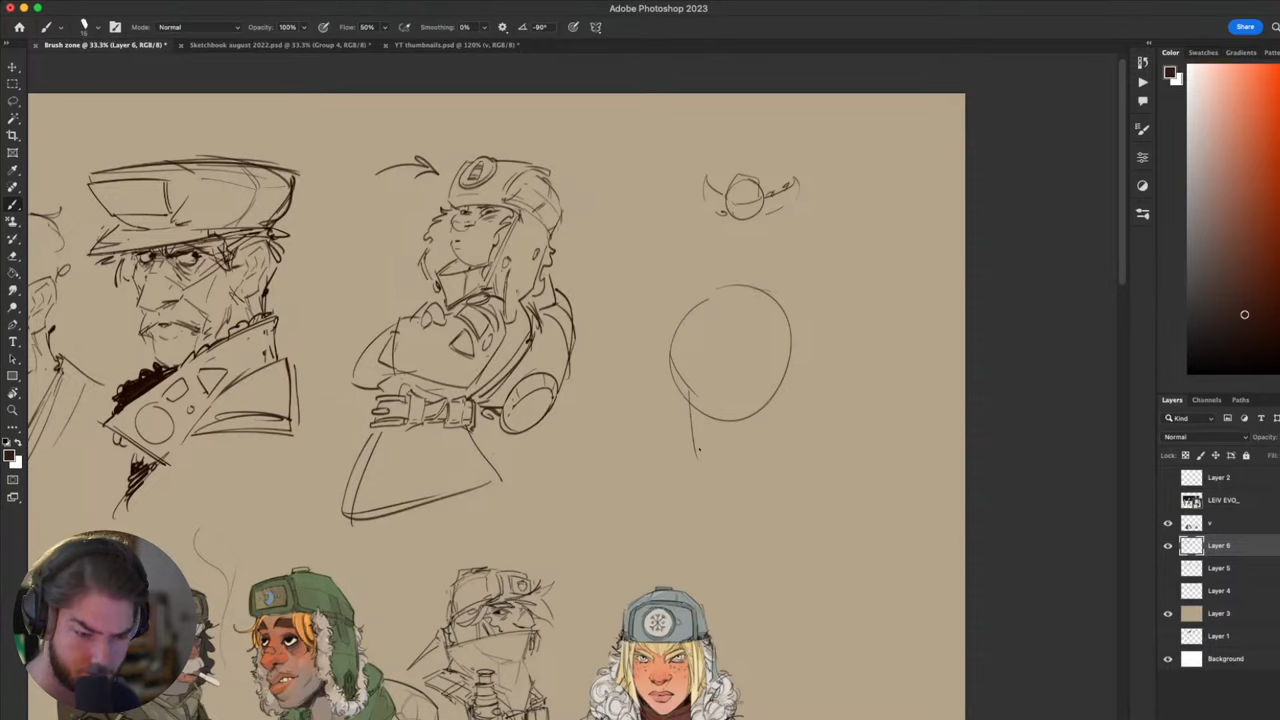 Adobe Photoshop 2023
Mode: Normal Opacity: 100% Flow: 50% Smoothing: 0% -90° Share
Brush zone @ 33.3% (Layer 6, RGB/8) * Sketchbook august 2022.psd @ 33.3% (Group 4, RGB/8) * YT thumbnails.psd @ 120% (v, RGB/8) *
Color Swatches Gradients
Layers Channels Paths
Kind
Normal Opacity:
Lock: Fill:
Layer 2
LEIV EVO_
v
Layer 6
Layer 5
Layer 4
Layer 3
Layer 1
Background